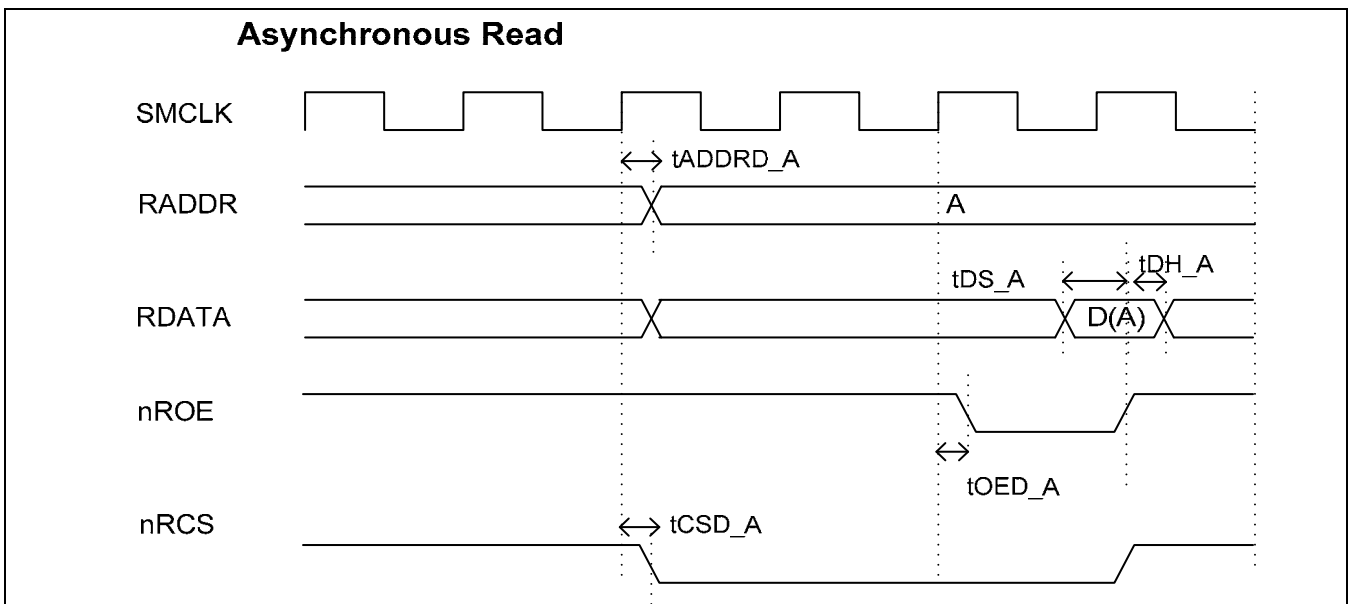 Asynchronous Read
SMCLK
tADDRD_A
RADDR
A
tDH_A
tDS_A
RDATA
D(A)
nROE
tOED_A
nRCS
tCSD_A